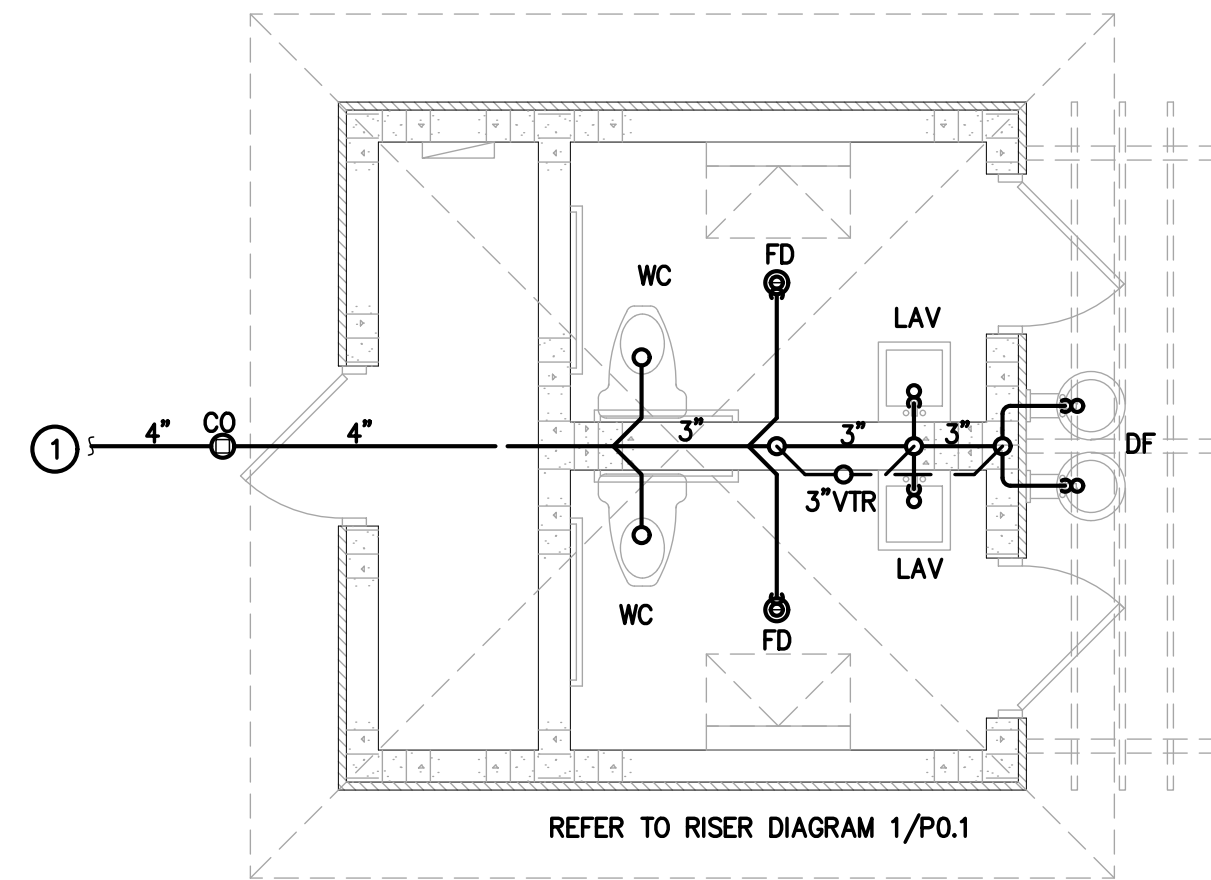 FD
WC
LAV
CO
1
4”
4”
3”
3”
3”
DF
3”VTR
LAV
WC
FD
REFER TO RISER DIAGRAM 1/P0.1